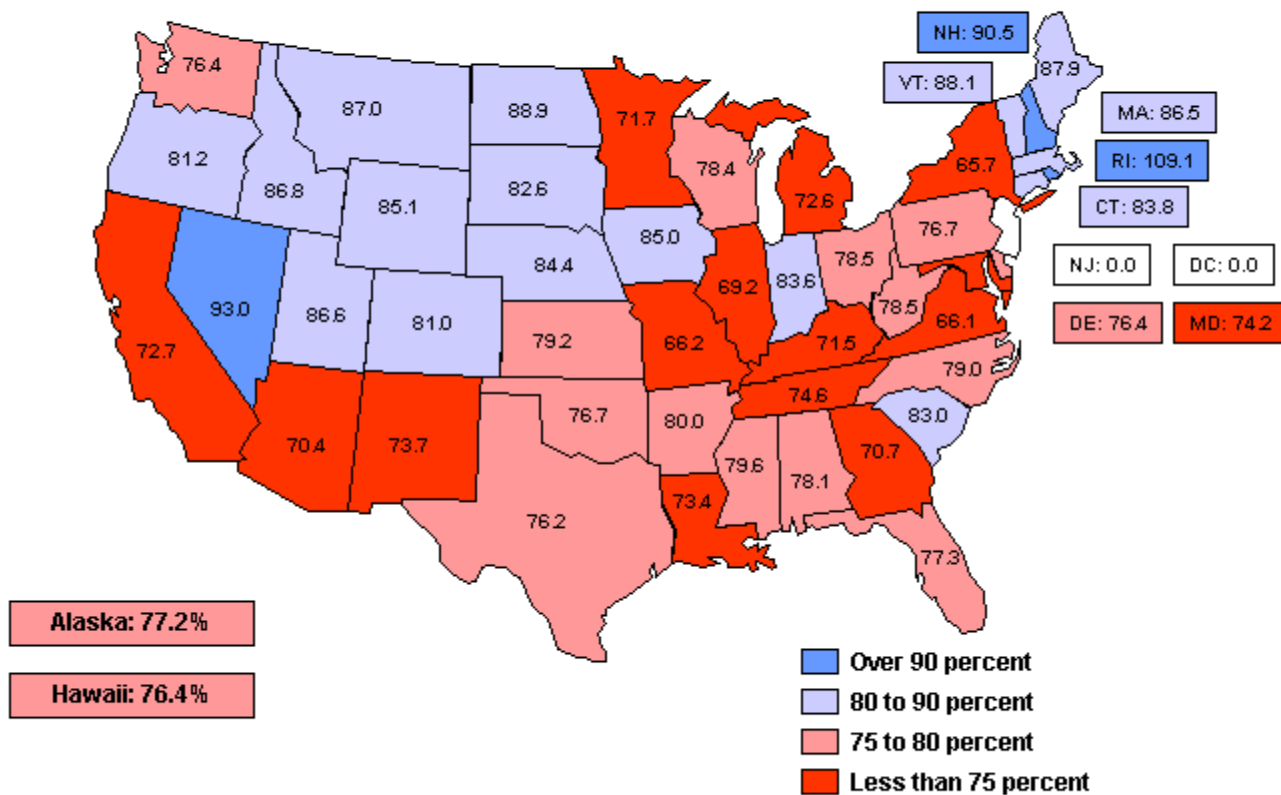 NH: 90.5
76.4
87.9
VT: 88.1
87.0
88.9
71.7
MA: 86.5
81.2
78.4
65.7
RI: 109.1
86.8
82.6
85.1
72.6
CT: 83.8
76.7
85.0
78.5
84.4
NJ: 0.0
DC: 0.0
69.2
83.6
93.0
78.5
86.6
81.0
66.1
DE: 76.4
MD: 74.2
72.7
79.2
66.2
71.5
79.0
74.6
76.7
80.0
83.0
70.4
73.7
79.6
70.7
78.1
73.4
76.2
77.3
Alaska: 77.2%
Hawaii: 76.4%
Over 90 percent
80 to 90 percent
75 to 80 percent
Less than 75 percent